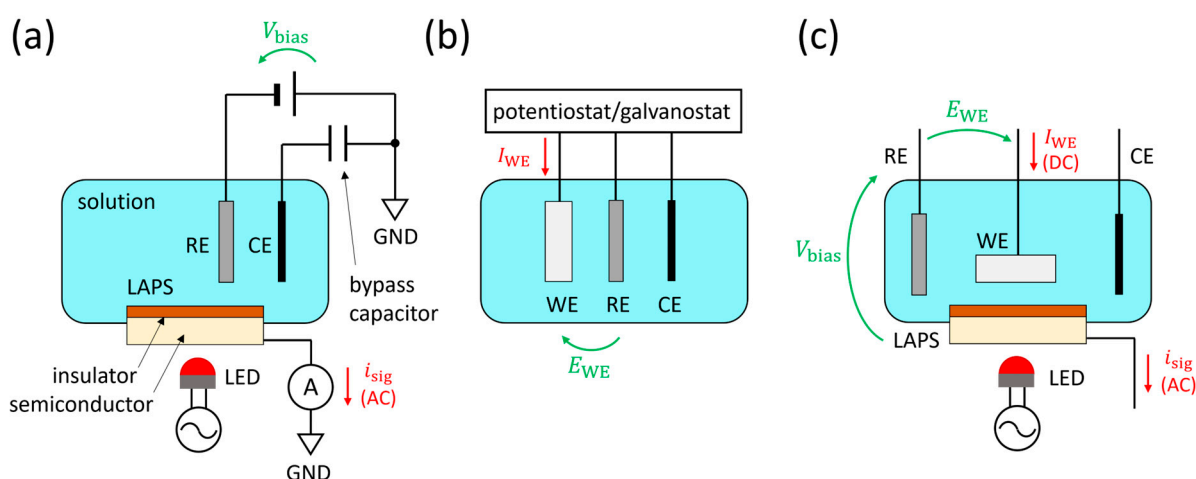 (a)
V_bias
solution
RE
CE
GND
LAPS
bypass
capacitor
insulator
semiconductor
LED
A
i_sig
(AC)
GND
(b)
potentiostat/galvanostat
I_WE
WE
RE
CE
E_WE
(c)
E_WE
RE
I_WE
(DC)
CE
V_bias
WE
LAPS
LED
i_sig
(AC)